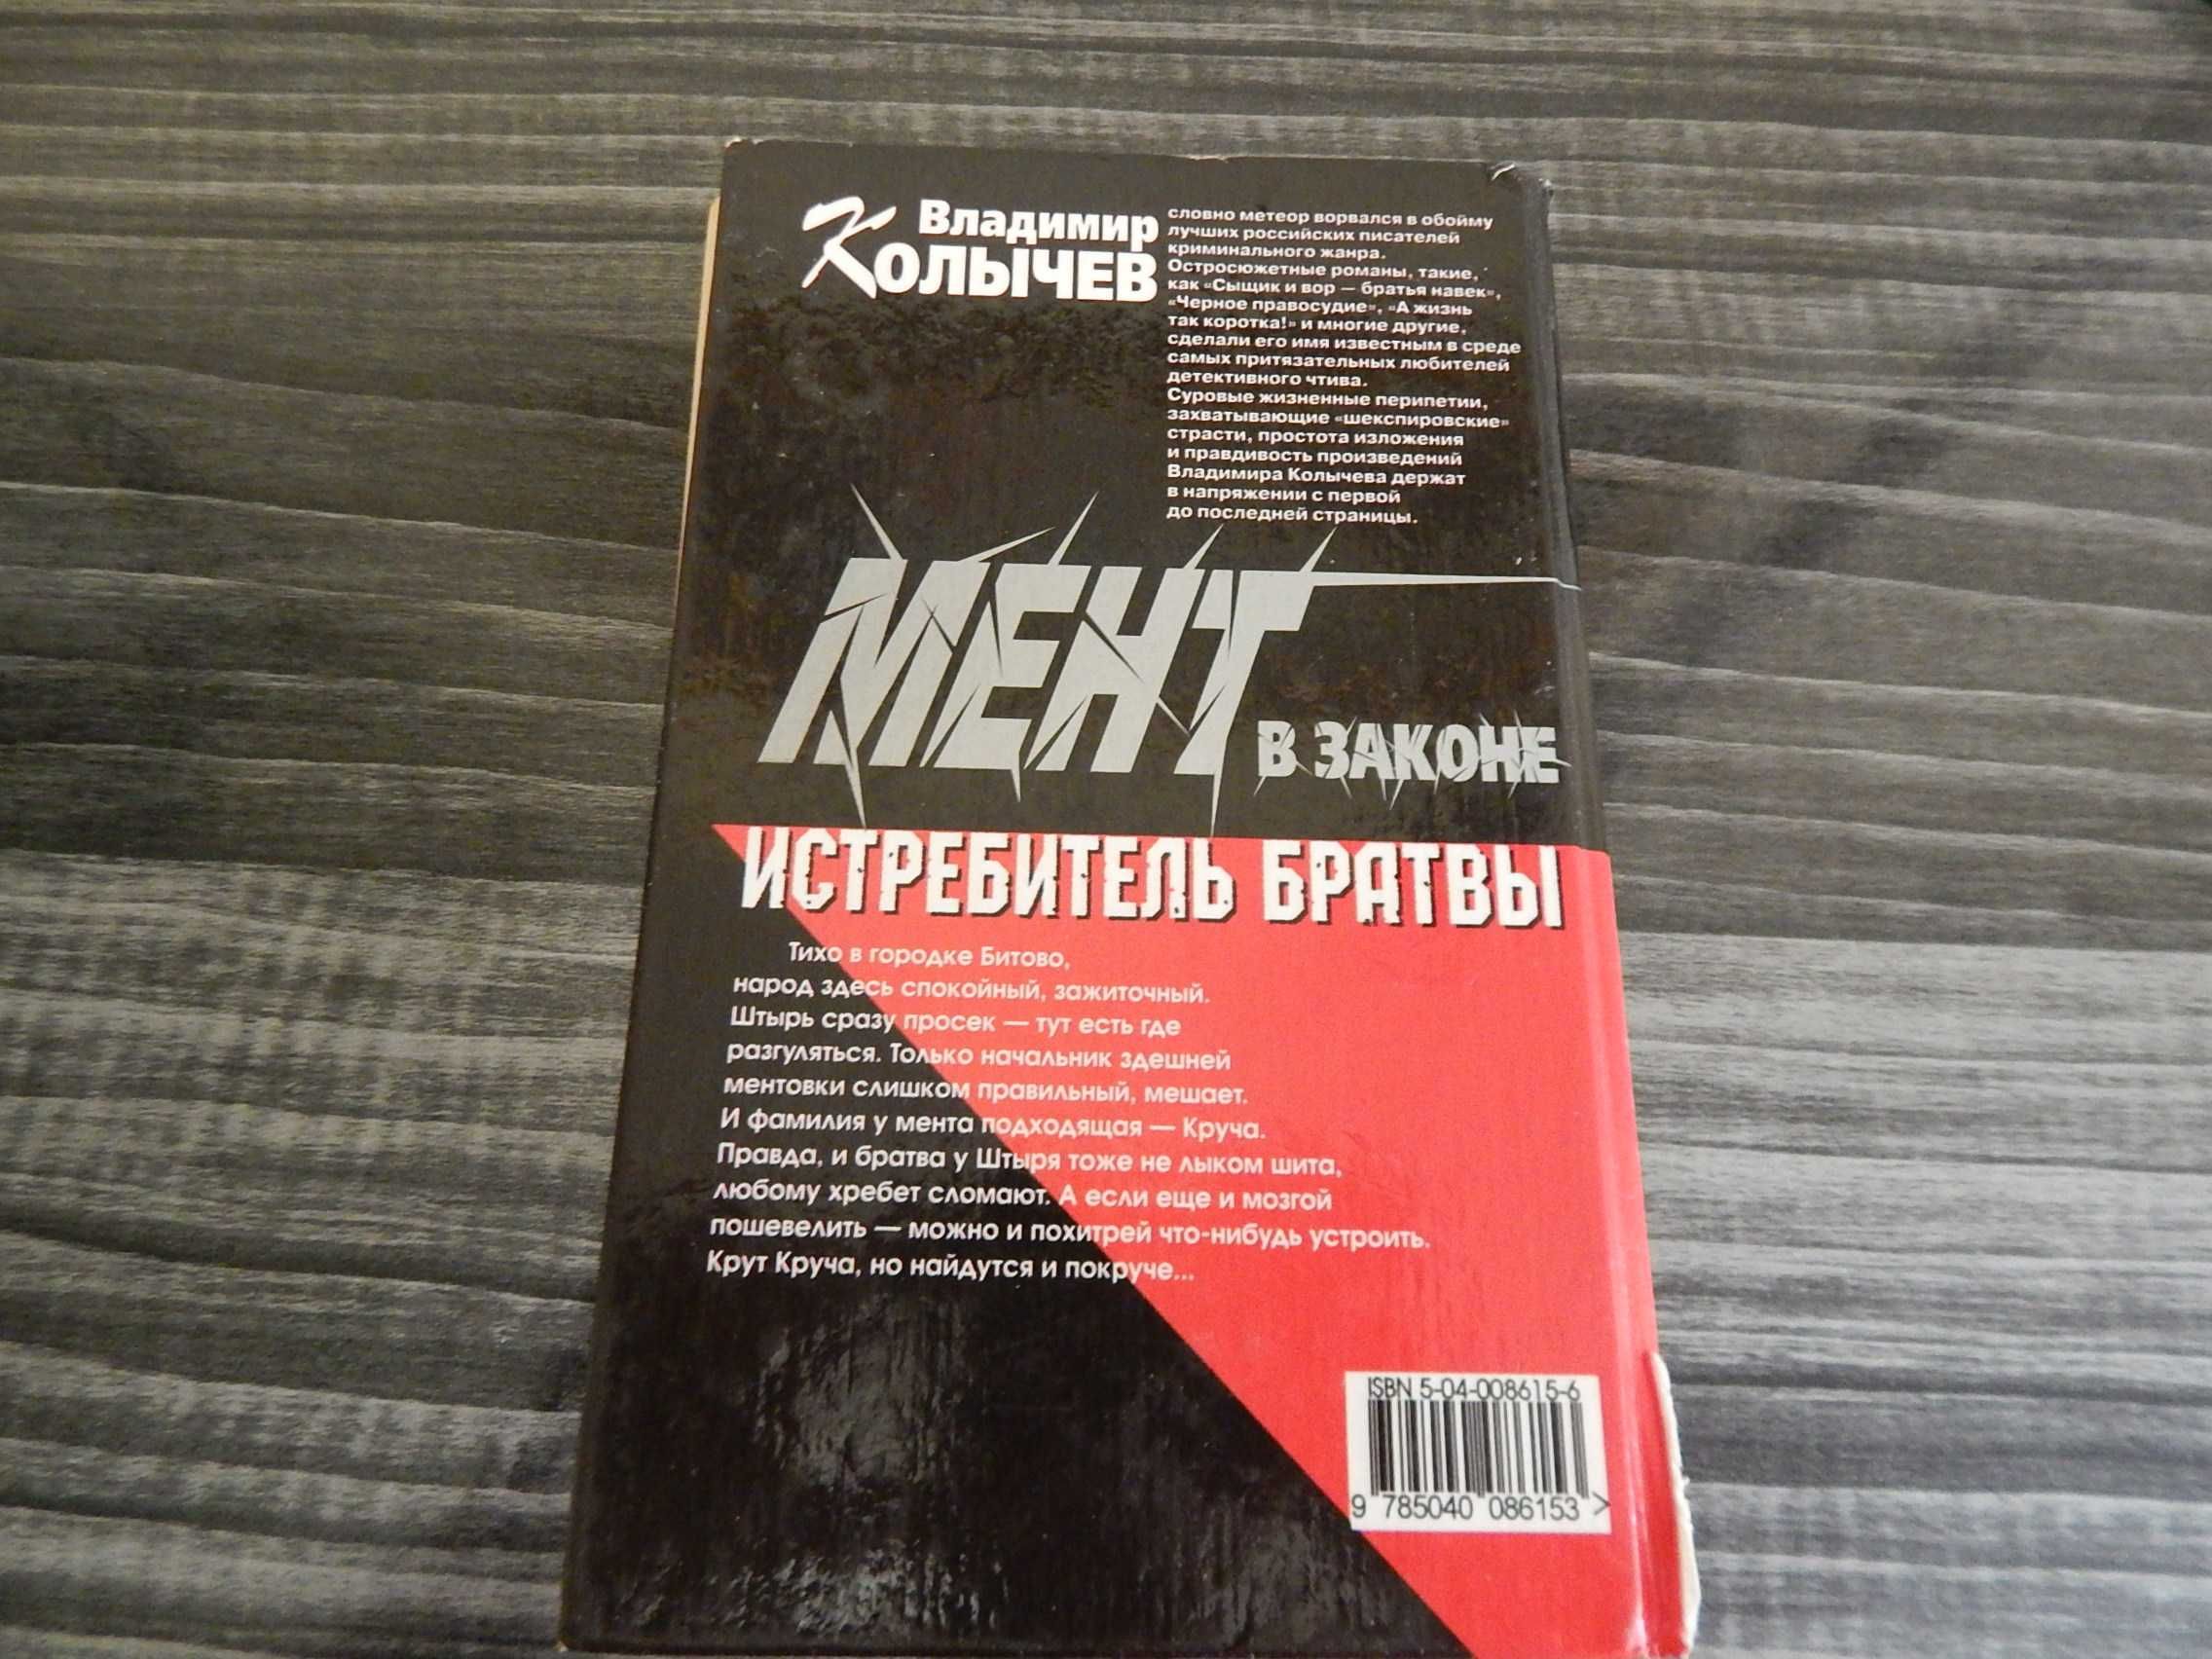 Владимир
КОЛЫЧЕВ
словно метеор ворвался в обойму
лучших российских писателей
криминального жанра.
Остросюжетные романы, такие,
как «Сыщик и вор — братья навек»,
«Черное правосудие», «А жизнь
так коротка!» и многие другие,
сделали его имя известным в среде
самых притязательных любителей
детективного чтива.
Суровые жизненные перипетии,
захватывающие «шекспировские»
страсти, простота изложения
и правдивость произведений
Владимира Колычева держат
в напряжении с первой
до последней страницы.
МЕНТ
В ЗАКОНЕ
ИСТРЕБИТЕЛЬ БРАТВЫ
Тихо в городке Битово,
народ здесь спокойный, зажиточный.
Штырь сразу просек — тут есть где
разгуляться. Только начальник здешней
ментовки слишком правильный, мешает.
И фамилия у мента подходящая — Круча.
Правда, и братва у Штыря тоже не лыком шита,
любому хребет сломают. А если еще и мозгой
пошевелить — можно и похитрей что-нибудь устроить.
Крут Круча, но найдутся и покруче...
ISBN 5-04-008615-6
9 785040 086153 >